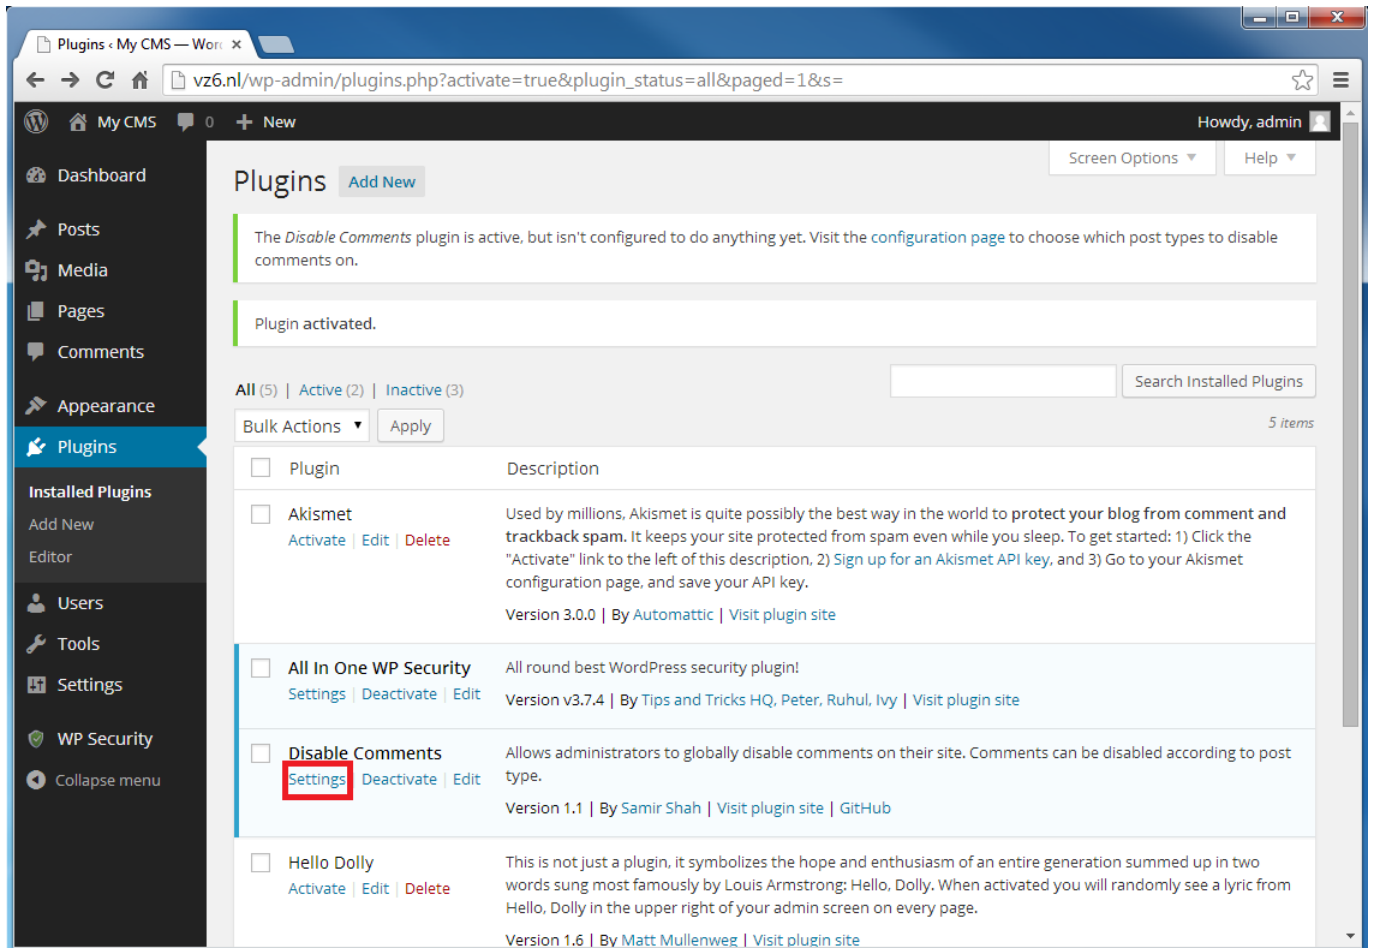 Plugins ‹ My CMS — Wor
vz6.nl/wp-admin/plugins.php?activate=true&plugin_status=all&paged=1&s=
My CMS 0 + New Howdy, admin
Screen Options ▼ Help ▼
Dashboard
Posts
Media
Pages
Comments
Appearance
Plugins
Installed Plugins
Add New
Editor
Users
Tools
Settings
WP Security
Collapse menu
Plugins Add New
The Disable Comments plugin is active, but isn't configured to do anything yet. Visit the configuration page to choose which post types to disable
comments on.
Plugin activated.
All (5) | Active (2) | Inactive (3)
Search Installed Plugins
Bulk Actions ▼ Apply
5 items
Plugin Description
Akismet
Activate | Edit | Delete
Used by millions, Akismet is quite possibly the best way in the world to protect your blog from comment and
trackback spam. It keeps your site protected from spam even while you sleep. To get started: 1) Click the
"Activate" link to the left of this description, 2) Sign up for an Akismet API key, and 3) Go to your Akismet
configuration page, and save your API key.
Version 3.0.0 | By Automattic | Visit plugin site
All In One WP Security
Settings | Deactivate | Edit
All round best WordPress security plugin!
Version v3.7.4 | By Tips and Tricks HQ, Peter, Ruhul, Ivy | Visit plugin site
Disable Comments
Settings | Deactivate | Edit
Allows administrators to globally disable comments on their site. Comments can be disabled according to post
type.
Version 1.1 | By Samir Shah | Visit plugin site | GitHub
Hello Dolly
Activate | Edit | Delete
This is not just a plugin, it symbolizes the hope and enthusiasm of an entire generation summed up in two
words sung most famously by Louis Armstrong: Hello, Dolly. When activated you will randomly see a lyric from
Hello, Dolly in the upper right of your admin screen on every page.
Version 1.6 | By Matt Mullenweg | Visit plugin site